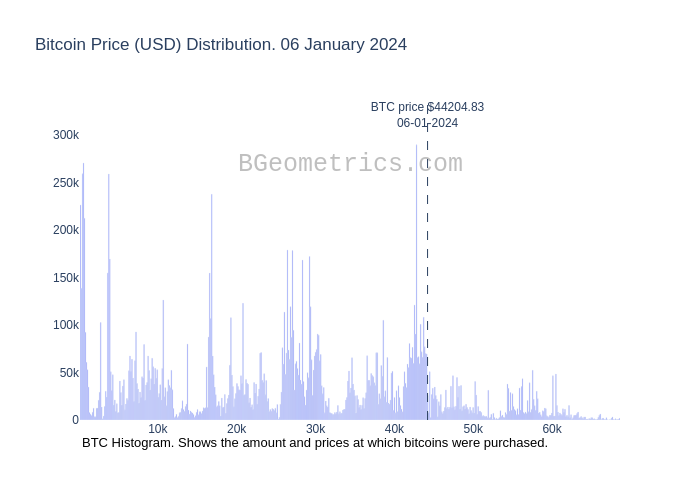 Bitcoin Price (USD) Distribution. 06 January 2024
BTC price $44204.83
06-01-2024
BGeometrics.com
300k
250k
200k
150k
100k
50k
0
10k 20k 30k 40k 50k 60k
BTC Histogram. Shows the amount and prices at which bitcoins were purchased.